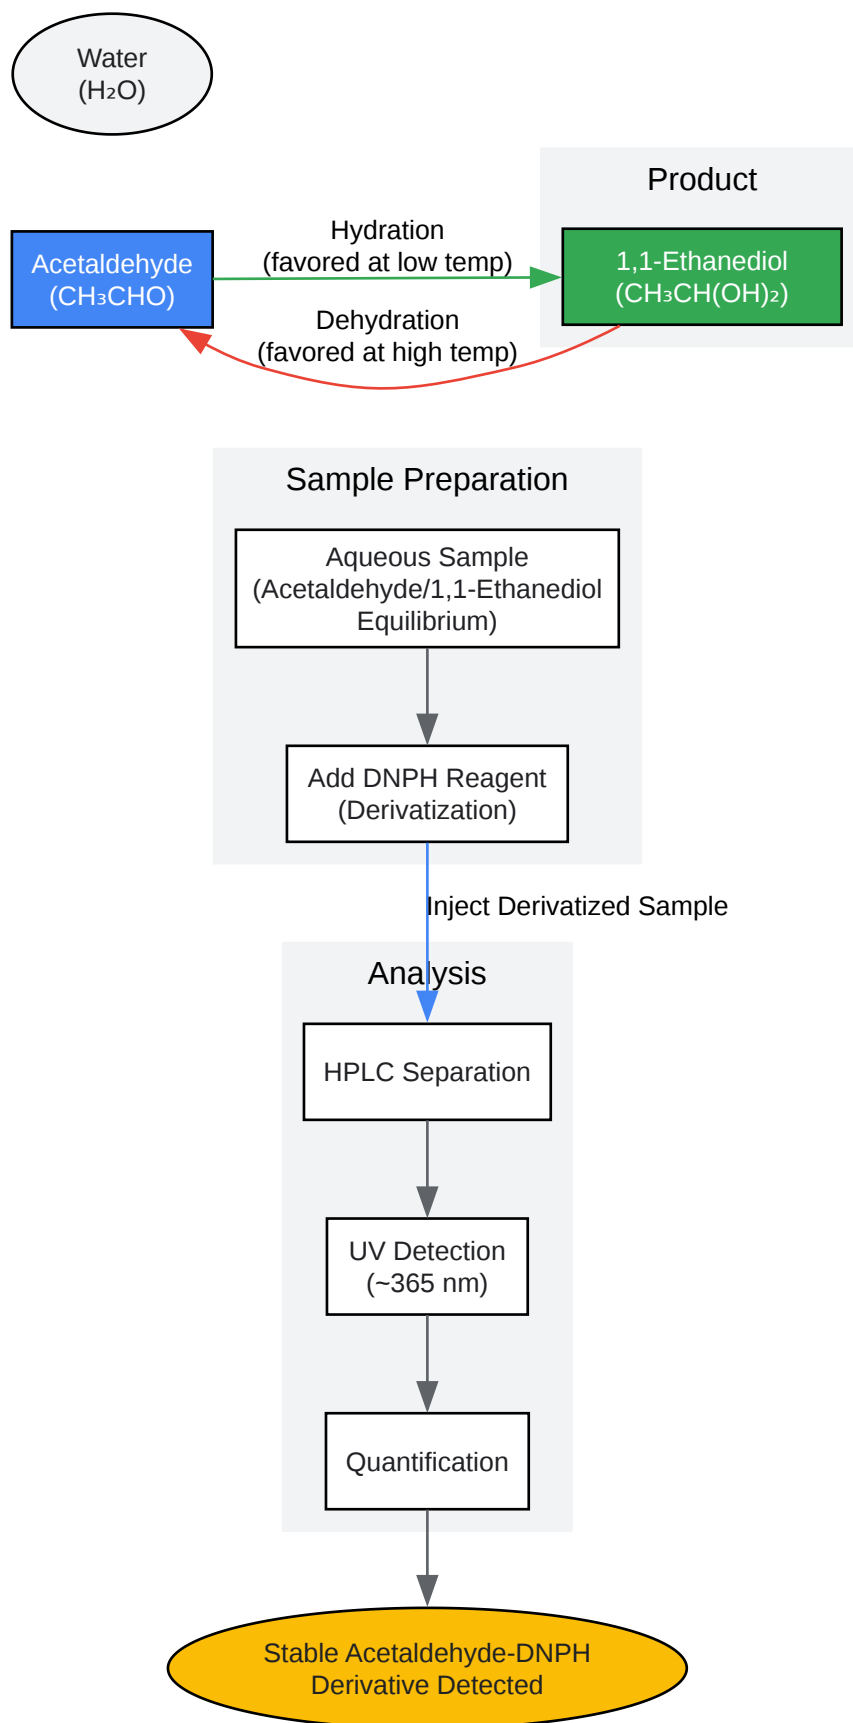 Water
(H₂O)
Product
Hydration
(favored at low temp)
Acetaldehyde
(CH₃CHO)
1,1-Ethanediol
(CH₃CH(OH)₂)
Dehydration
(favored at high temp)
Sample Preparation
Aqueous Sample
(Acetaldehyde/1,1-Ethanediol
Equilibrium)
Add DNPH Reagent
(Derivatization)
Inject Derivatized Sample
Analysis
HPLC Separation
UV Detection
(~365 nm)
Quantification
Stable Acetaldehyde-DNPH
Derivative Detected